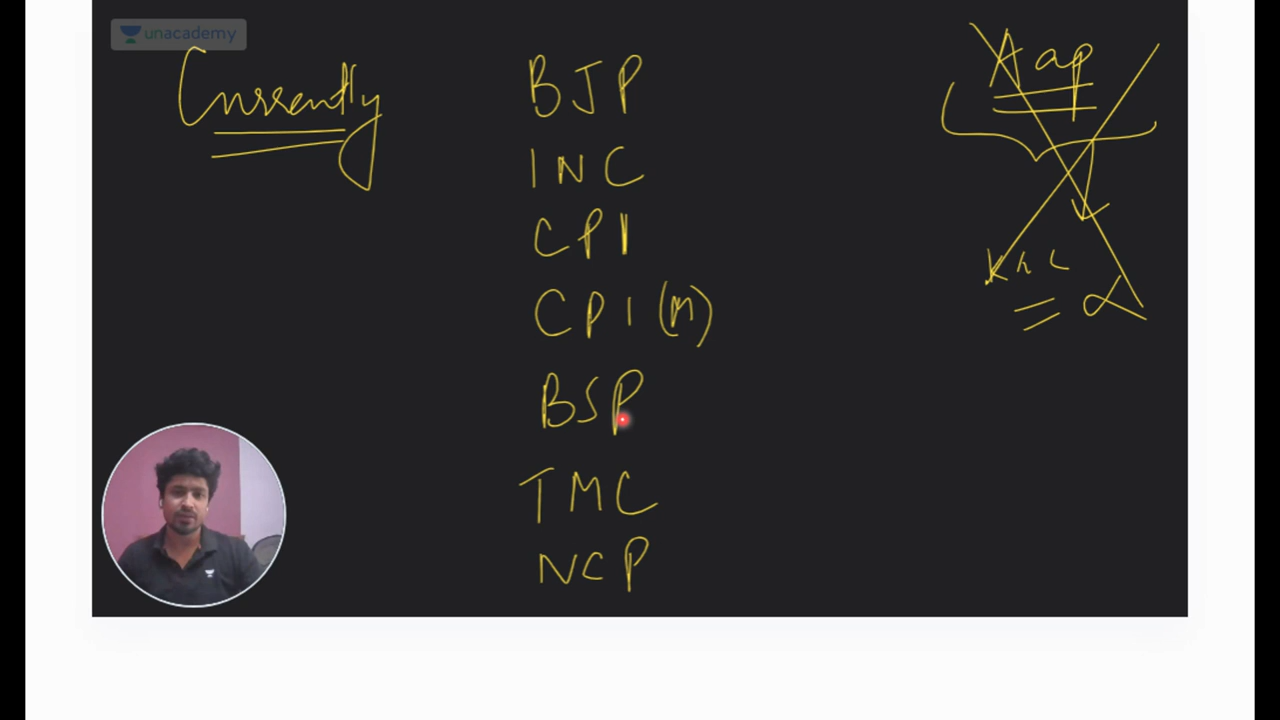 unacademy
Currently
BJP
INC
CPI
CPI (M)
BSP
TMC
NCP
Aap